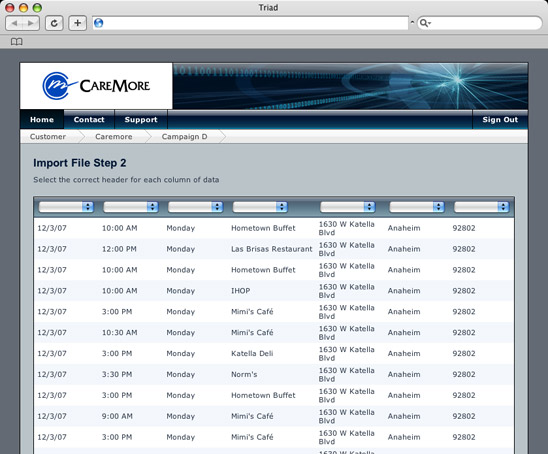 Triad
CAREMORE
Home Contact Support Sign Out
Customer Caremore Campaign D
Import File Step 2
Select the correct header for each column of data
12/3/07 10:00 AM Monday Hometown Buffet 1630 W Katella Blvd Anaheim 92802
12/3/07 12:00 PM Monday Las Brisas Restaurant 1630 W Katella Blvd Anaheim 92802
12/3/07 10:00 AM Monday Hometown Buffet 1630 W Katella Blvd Anaheim 92802
12/3/07 10:00 AM Monday IHOP 1630 W Katella Blvd Anaheim 92802
12/3/07 3:00 PM Monday Mimi's Café 1630 W Katella Blvd Anaheim 92802
12/3/07 10:30 AM Monday Mimi's Café 1630 W Katella Blvd Anaheim 92802
12/3/07 3:00 PM Monday Katella Deli 1630 W Katella Blvd Anaheim 92802
12/3/07 3:30 PM Monday Norm's 1630 W Katella Blvd Anaheim 92802
12/3/07 3:00 PM Monday Hometown Buffet 1630 W Katella Blvd Anaheim 92802
12/3/07 9:00 AM Monday Mimi's Café 1630 W Katella Blvd Anaheim 92802
12/3/07 3:00 PM Monday Mimi's Café 1630 W Katella Blvd Anaheim 92802